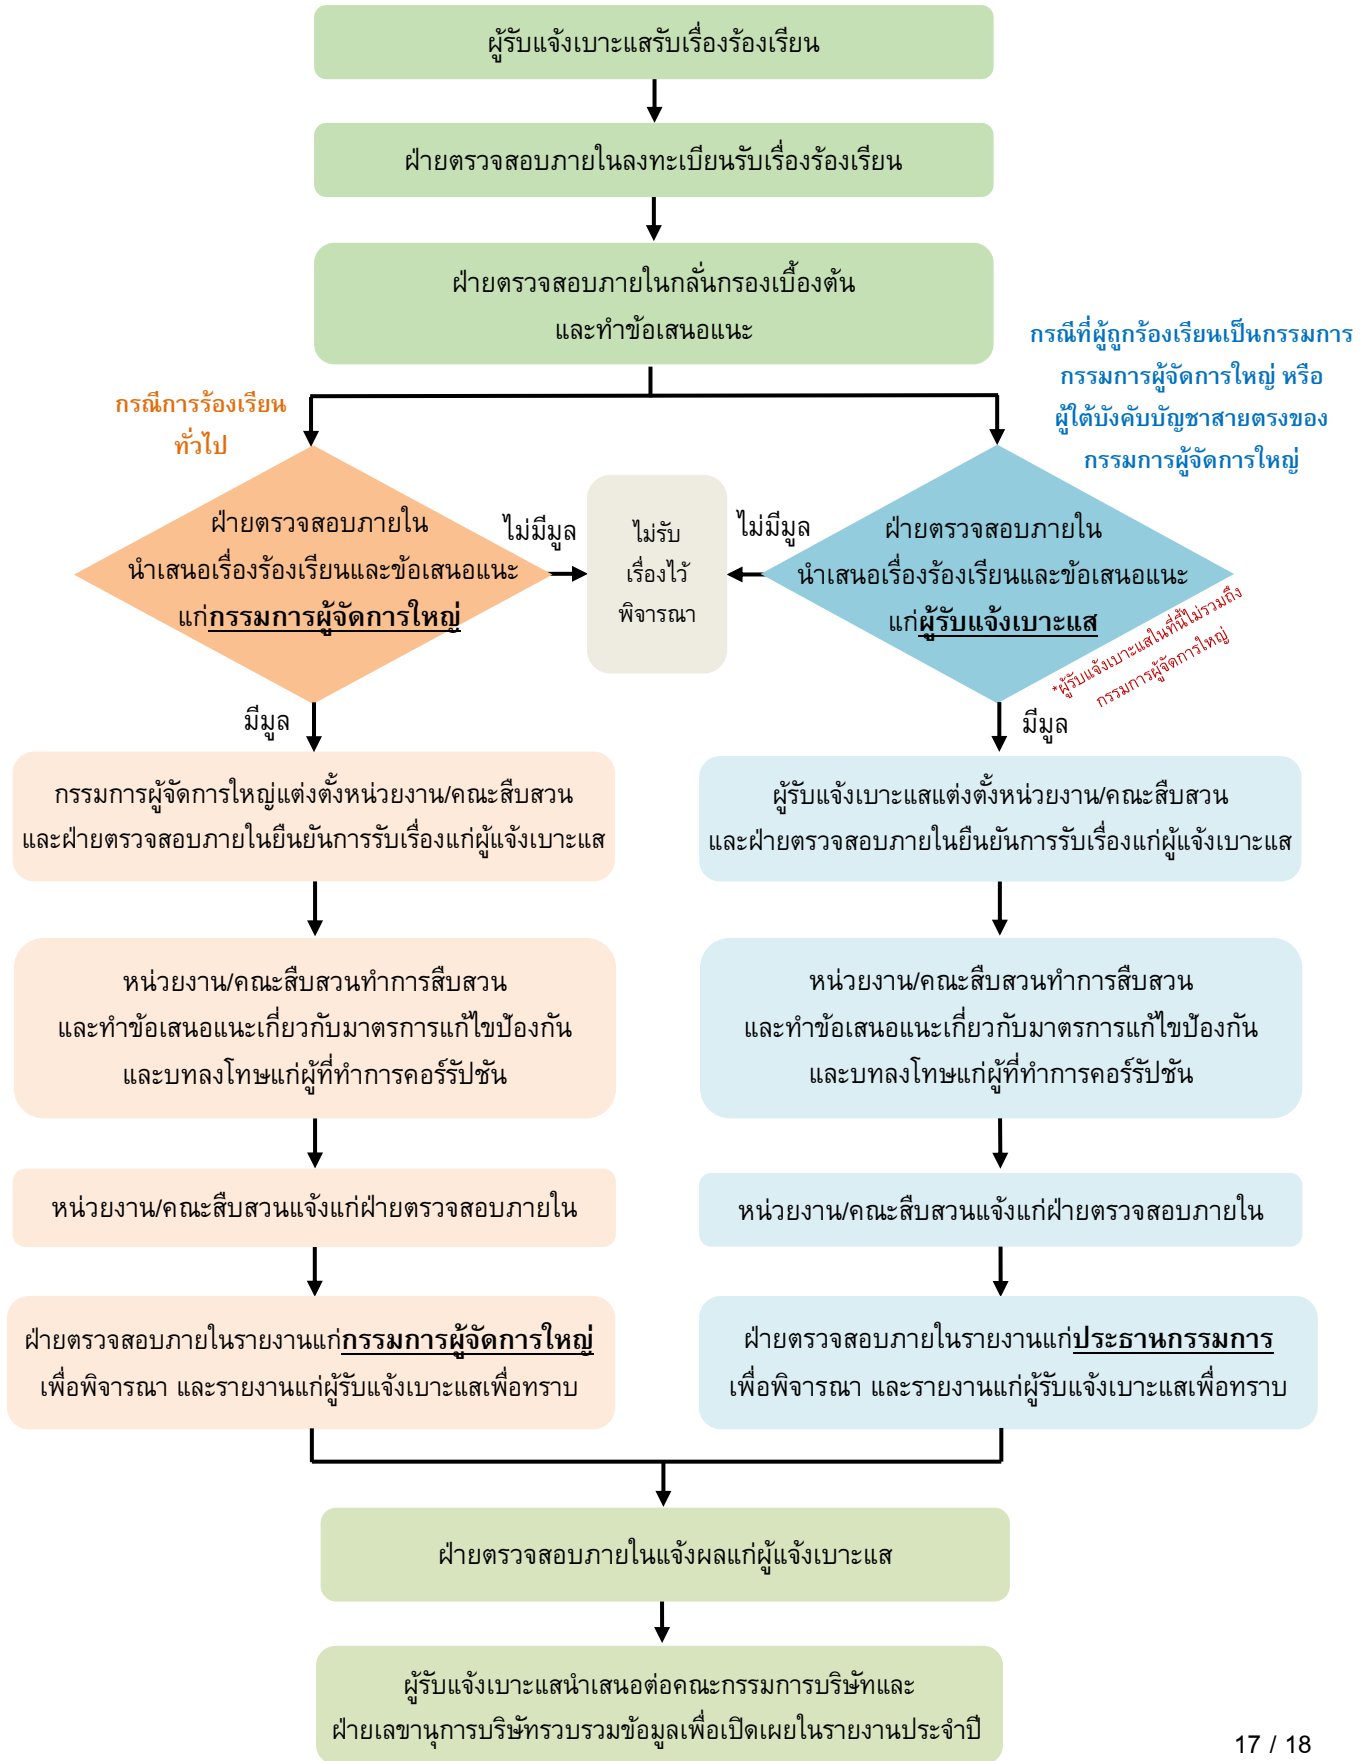 ผู้รับแจ้งเบาะแสรับเรื่องร้องเรียน
ฝ่ายตรวจสอบภายในลงทะเบียนรับเรื่องร้องเรียน
ฝ่ายตรวจสอบภายในกลั่นกรองเบื้องต้น
และทำข้อเสนอแนะ
กรณีการร้องเรียน
ทั่วไป
กรณีที่ผู้ถูกร้องเรียนเป็นกรรมการ
กรรมการผู้จัดการใหญ่ หรือ
ผู้ใต้บังคับบัญชาสายตรงของ
กรรมการผู้จัดการใหญ่
ฝ่ายตรวจสอบภายใน
นำเสนอเรื่องร้องเรียนและข้อเสนอแนะ
แก่กรรมการผู้จัดการใหญ่
ไม่มีมูล
ไม่รับ
เรื่องไว้
พิจารณา
ไม่มีมูล
ฝ่ายตรวจสอบภายใน
นำเสนอเรื่องร้องเรียนและข้อเสนอแนะ
แก่ผู้รับแจ้งเบาะแส
*ผู้รับแจ้งเบาะแสในที่นี้ไม่รวมถึง
กรรมการผู้จัดการใหญ่
มีมูล
มีมูล
กรรมการผู้จัดการใหญ่แต่งตั้งหน่วยงาน/คณะสืบสวน
และฝ่ายตรวจสอบภายในยืนยันการรับเรื่องแก่ผู้แจ้งเบาะแส
ผู้รับแจ้งเบาะแสแต่งตั้งหน่วยงาน/คณะสืบสวน
และฝ่ายตรวจสอบภายในยืนยันการรับเรื่องแก่ผู้แจ้งเบาะแส
หน่วยงาน/คณะสืบสวนทำการสืบสวน
และทำข้อเสนอแนะเกี่ยวกับมาตรการแก้ไขป้องกัน
และบทลงโทษแก่ผู้ที่ทำการคอร์รัปชัน
หน่วยงาน/คณะสืบสวนทำการสืบสวน
และทำข้อเสนอแนะเกี่ยวกับมาตรการแก้ไขป้องกัน
และบทลงโทษแก่ผู้ที่ทำการคอร์รัปชัน
หน่วยงาน/คณะสืบสวนแจ้งแก่ฝ่ายตรวจสอบภายใน
หน่วยงาน/คณะสืบสวนแจ้งแก่ฝ่ายตรวจสอบภายใน
ฝ่ายตรวจสอบภายในรายงานแก่กรรมการผู้จัดการใหญ่
เพื่อพิจารณา และรายงานแก่ผู้รับแจ้งเบาะแสเพื่อทราบ
ฝ่ายตรวจสอบภายในรายงานแก่ประธานกรรมการ
เพื่อพิจารณา และรายงานแก่ผู้รับแจ้งเบาะแสเพื่อทราบ
ฝ่ายตรวจสอบภายในแจ้งผลแก่ผู้แจ้งเบาะแส
ผู้รับแจ้งเบาะแสนำเสนอต่อคณะกรรมการบริษัทและ
ฝ่ายเลขานุการบริษัทรวบรวมข้อมูลเพื่อเปิดเผยในรายงานประจำปี
17 / 18